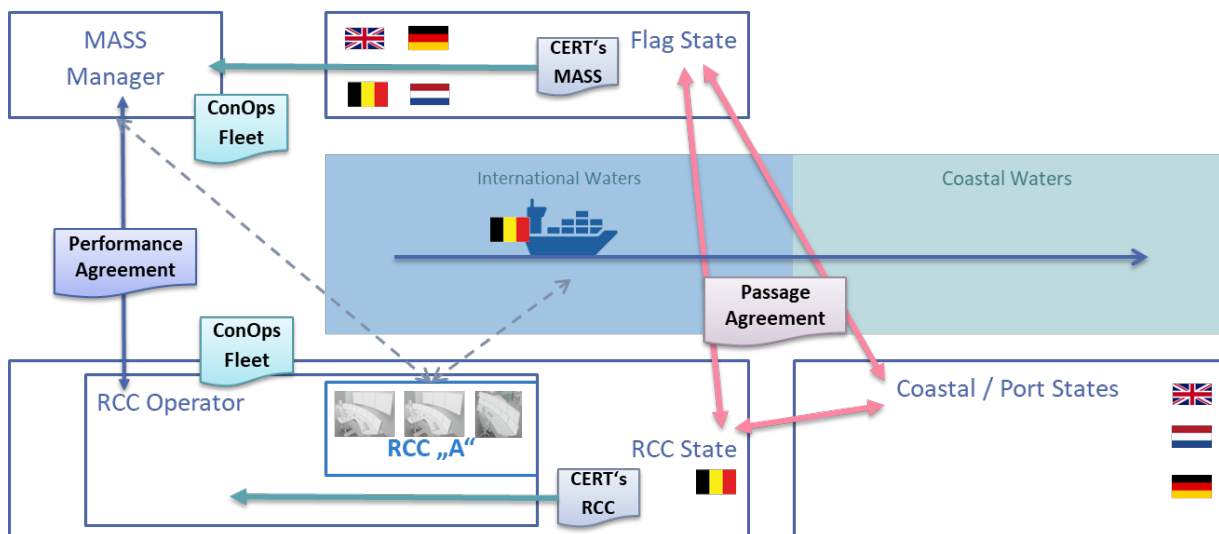 MASS
Manager
CERT‘s
MASS
Flag State
ConOps
Fleet
International Waters
Coastal Waters
Performance
Agreement
Passage
Agreement
ConOps
Fleet
RCC Operator
RCC „A“
RCC State
CERT‘s
RCC
Coastal / Port States